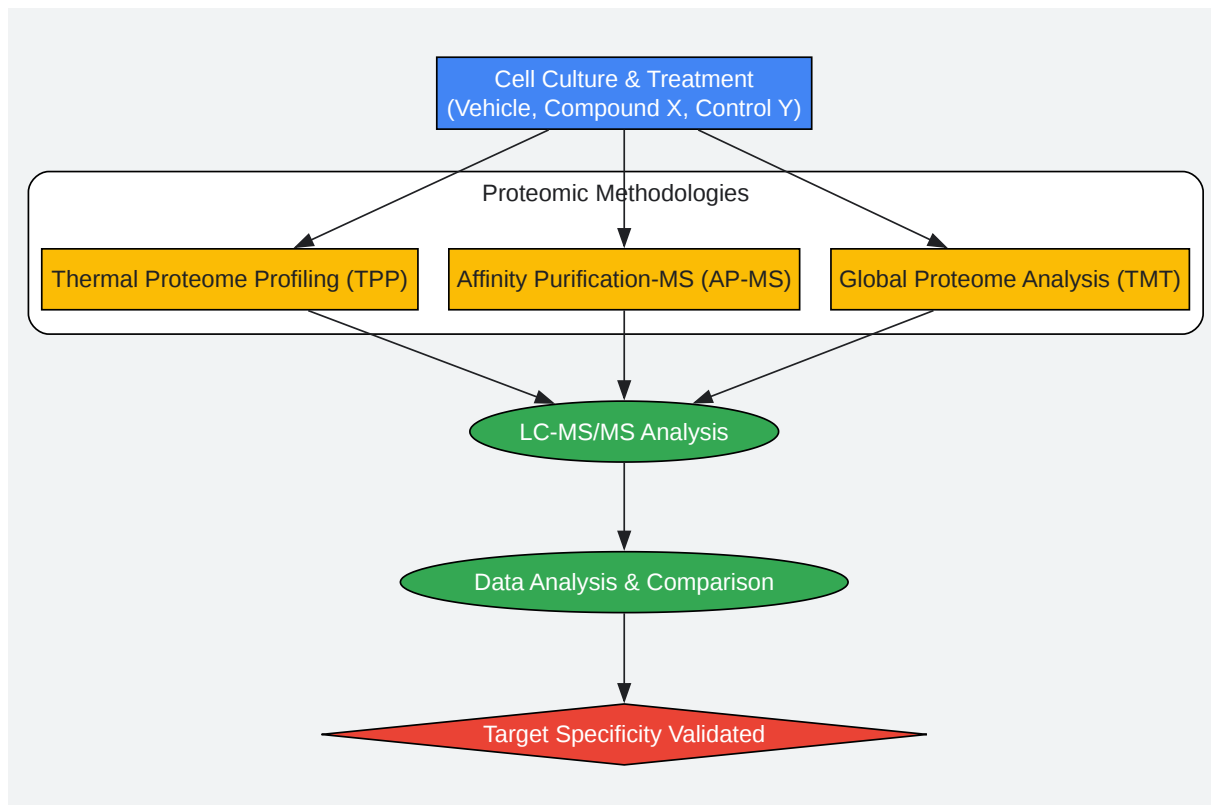 Cell Culture & Treatment
(Vehicle, Compound X, Control Y)
Proteomic Methodologies
Thermal Proteome Profiling (TPP)
Affinity Purification-MS (AP-MS)
Global Proteome Analysis (TMT)
LC-MS/MS Analysis
Data Analysis & Comparison
Target Specificity Validated